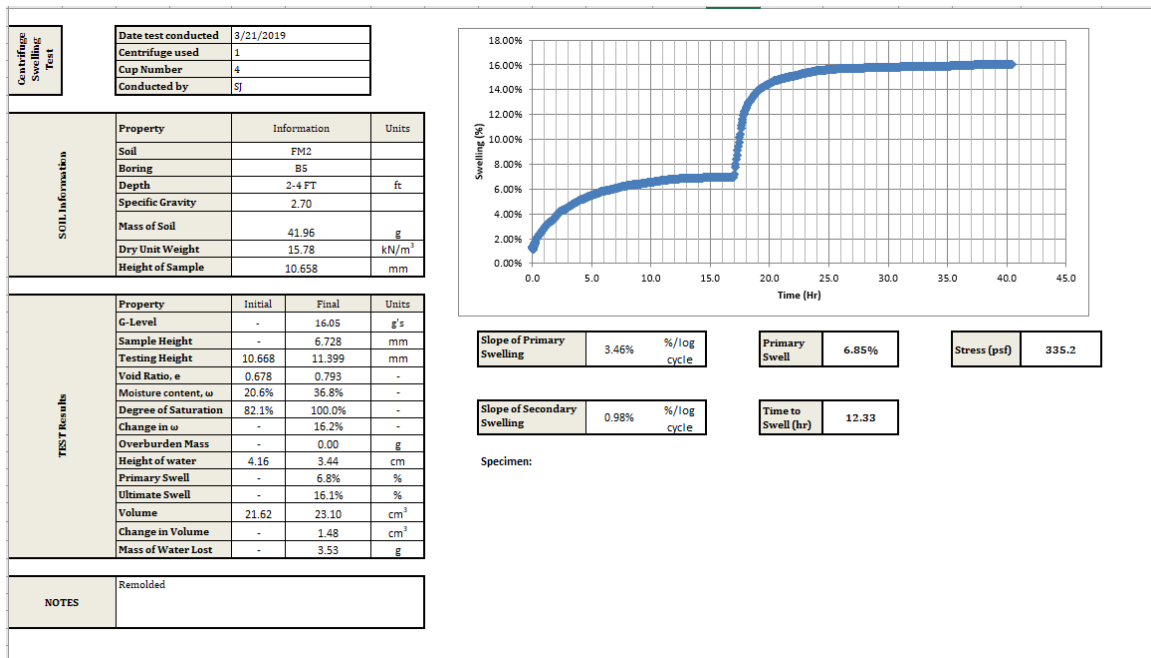 Centrifuge
Swelling
Test
Date test conducted 3/21/2019
Centrifuge used 1
Cup Number 4
Conducted by SJ
SOIL Information
Property Information Units
Soil FM2
Boring B5
Depth 2-4 FT ft
Specific Gravity 2.70
Mass of Soil 41.96 g
Dry Unit Weight 15.78 kN/m³
Height of Sample 10.658 mm
TEST Results
Property Initial Final Units
G-Level - 16.05 g's
Sample Height - 6.728 mm
Testing Height 10.668 11.399 mm
Void Ratio, e 0.678 0.793 -
Moisture content, ω 20.6% 36.8% -
Degree of Saturation 82.1% 100.0% -
Change in ω - 16.2% -
Overburden Mass - 0.00 g
Height of water 4.16 3.44 cm
Primary Swell - 6.8% %
Ultimate Swell - 16.1% %
Volume 21.62 23.10 cm³
Change in Volume - 1.48 cm³
Mass of Water Lost - 3.53 g
NOTES
Remolded
Swelling (%)
18.00%
16.00%
14.00%
12.00%
10.00%
8.00%
6.00%
4.00%
2.00%
0.00%
0.0 5.0 10.0 15.0 20.0 25.0 30.0 35.0 40.0 45.0
Time (Hr)
Slope of Primary
Swelling
3.46%
%/log
cycle
Primary
Swell
6.85%
Stress (psf) 335.2
Slope of Secondary
Swelling
0.98%
%/log
cycle
Time to
Swell (hr)
12.33
Specimen: